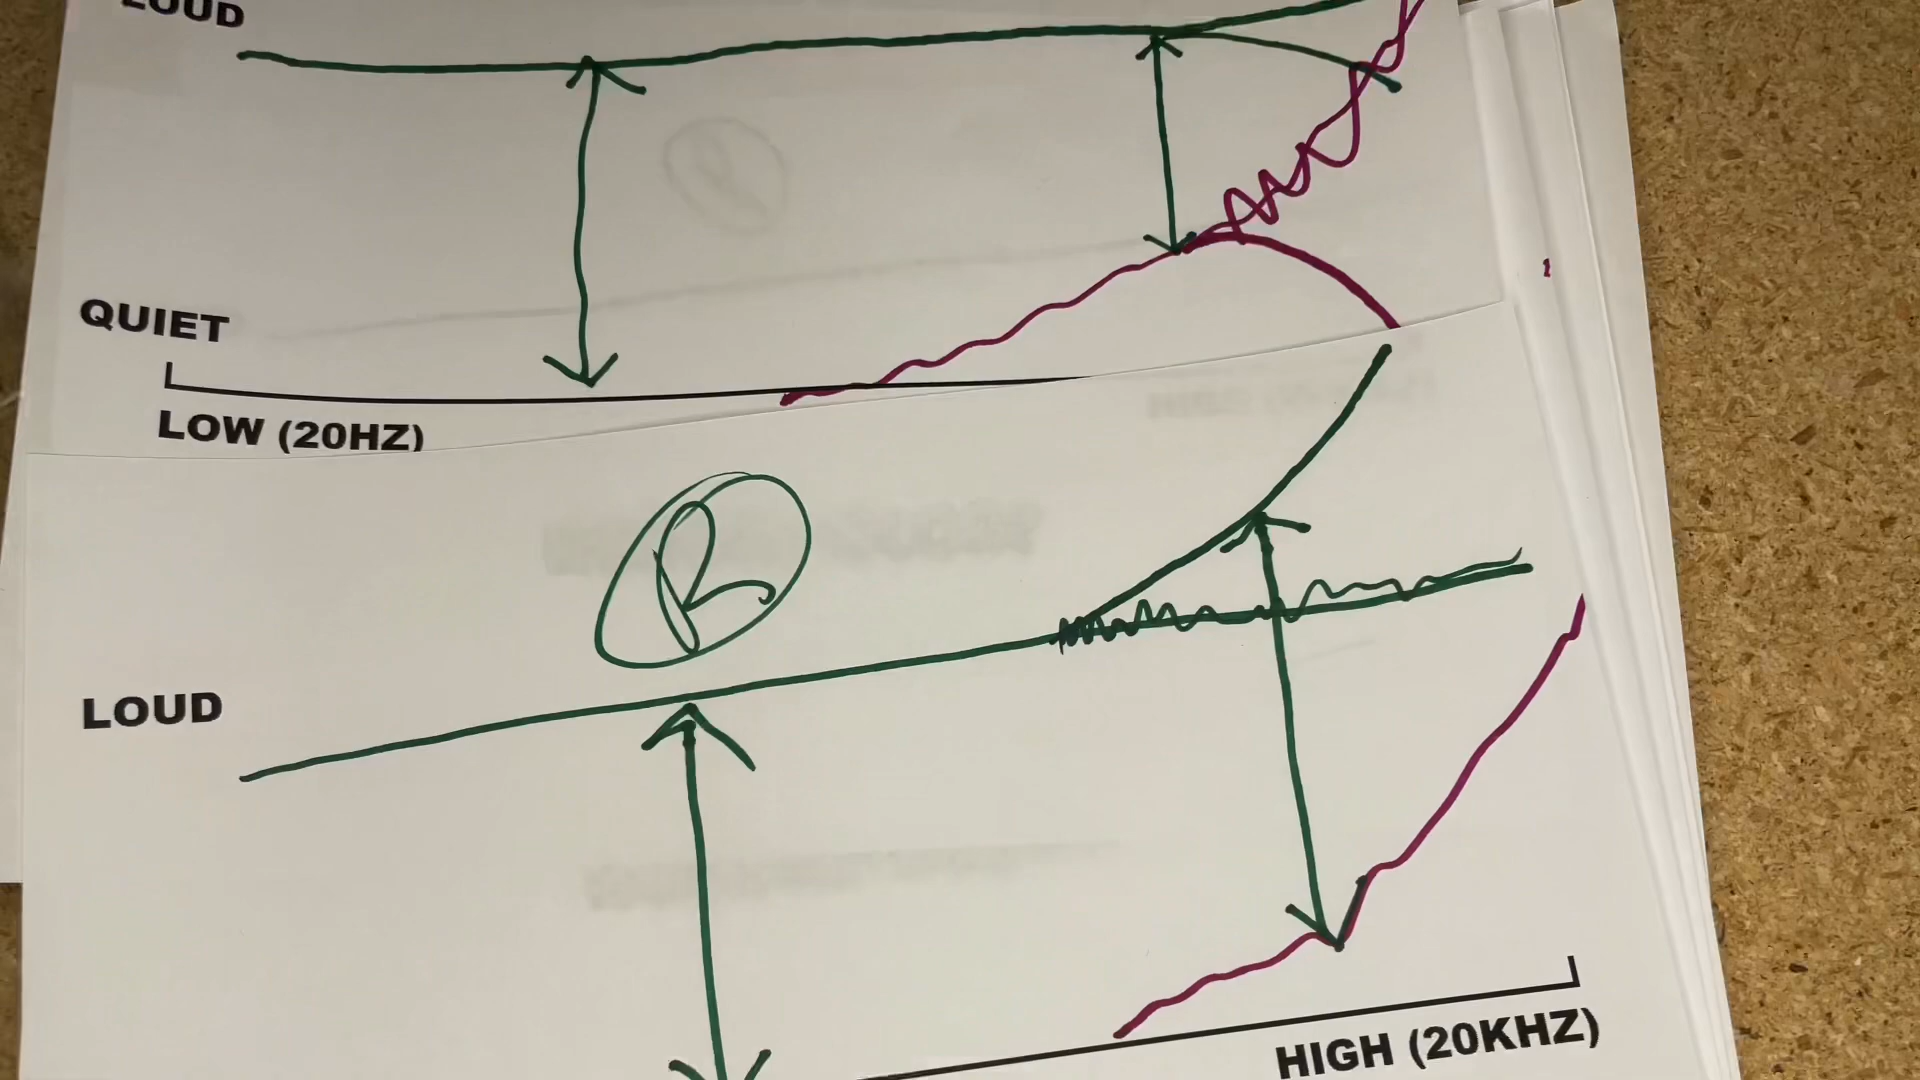 LOUD
QUIET
LOW (20HZ)
R
LOUD
HIGH (20KHZ)